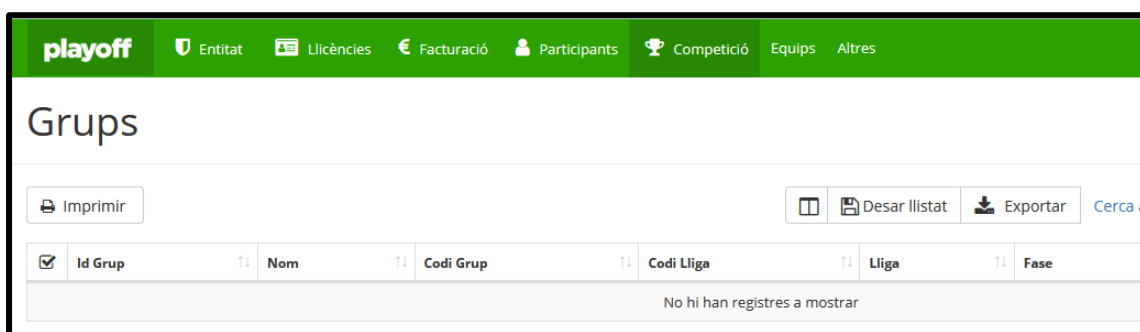 playoff Entitat Llicències € Facturació Participants Competició Equips Altres
Grups
Imprimir Desar llistat Exportar Cerca
Id Grup Nom Codi Grup Codi Lliga Lliga Fase
No hi han registres a mostrar